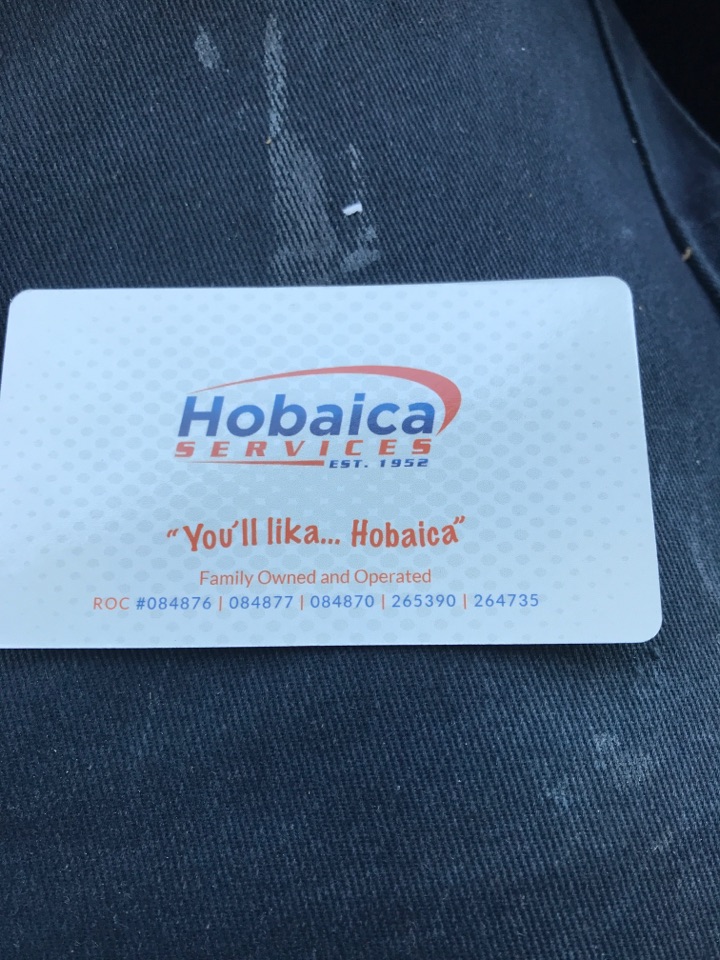 Hobaica
SERVICES
EST. 1952
"You'll lika... Hobaica"
Family Owned and Operated
ROC #084876 | 084877 | 084870 | 265390 | 264735